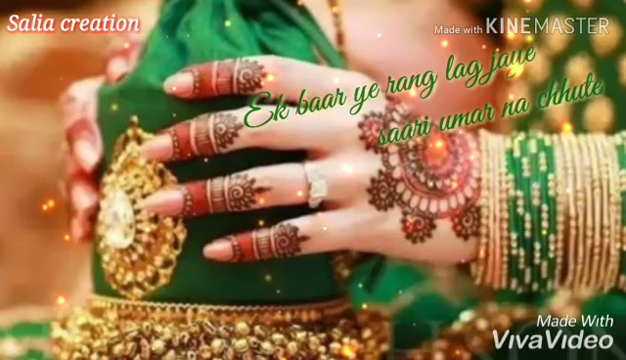 Salia creation
Made with KINEMASTER
Ek baar ye rang lag jaye
saari umar na chhute
Made With
VivaVideo